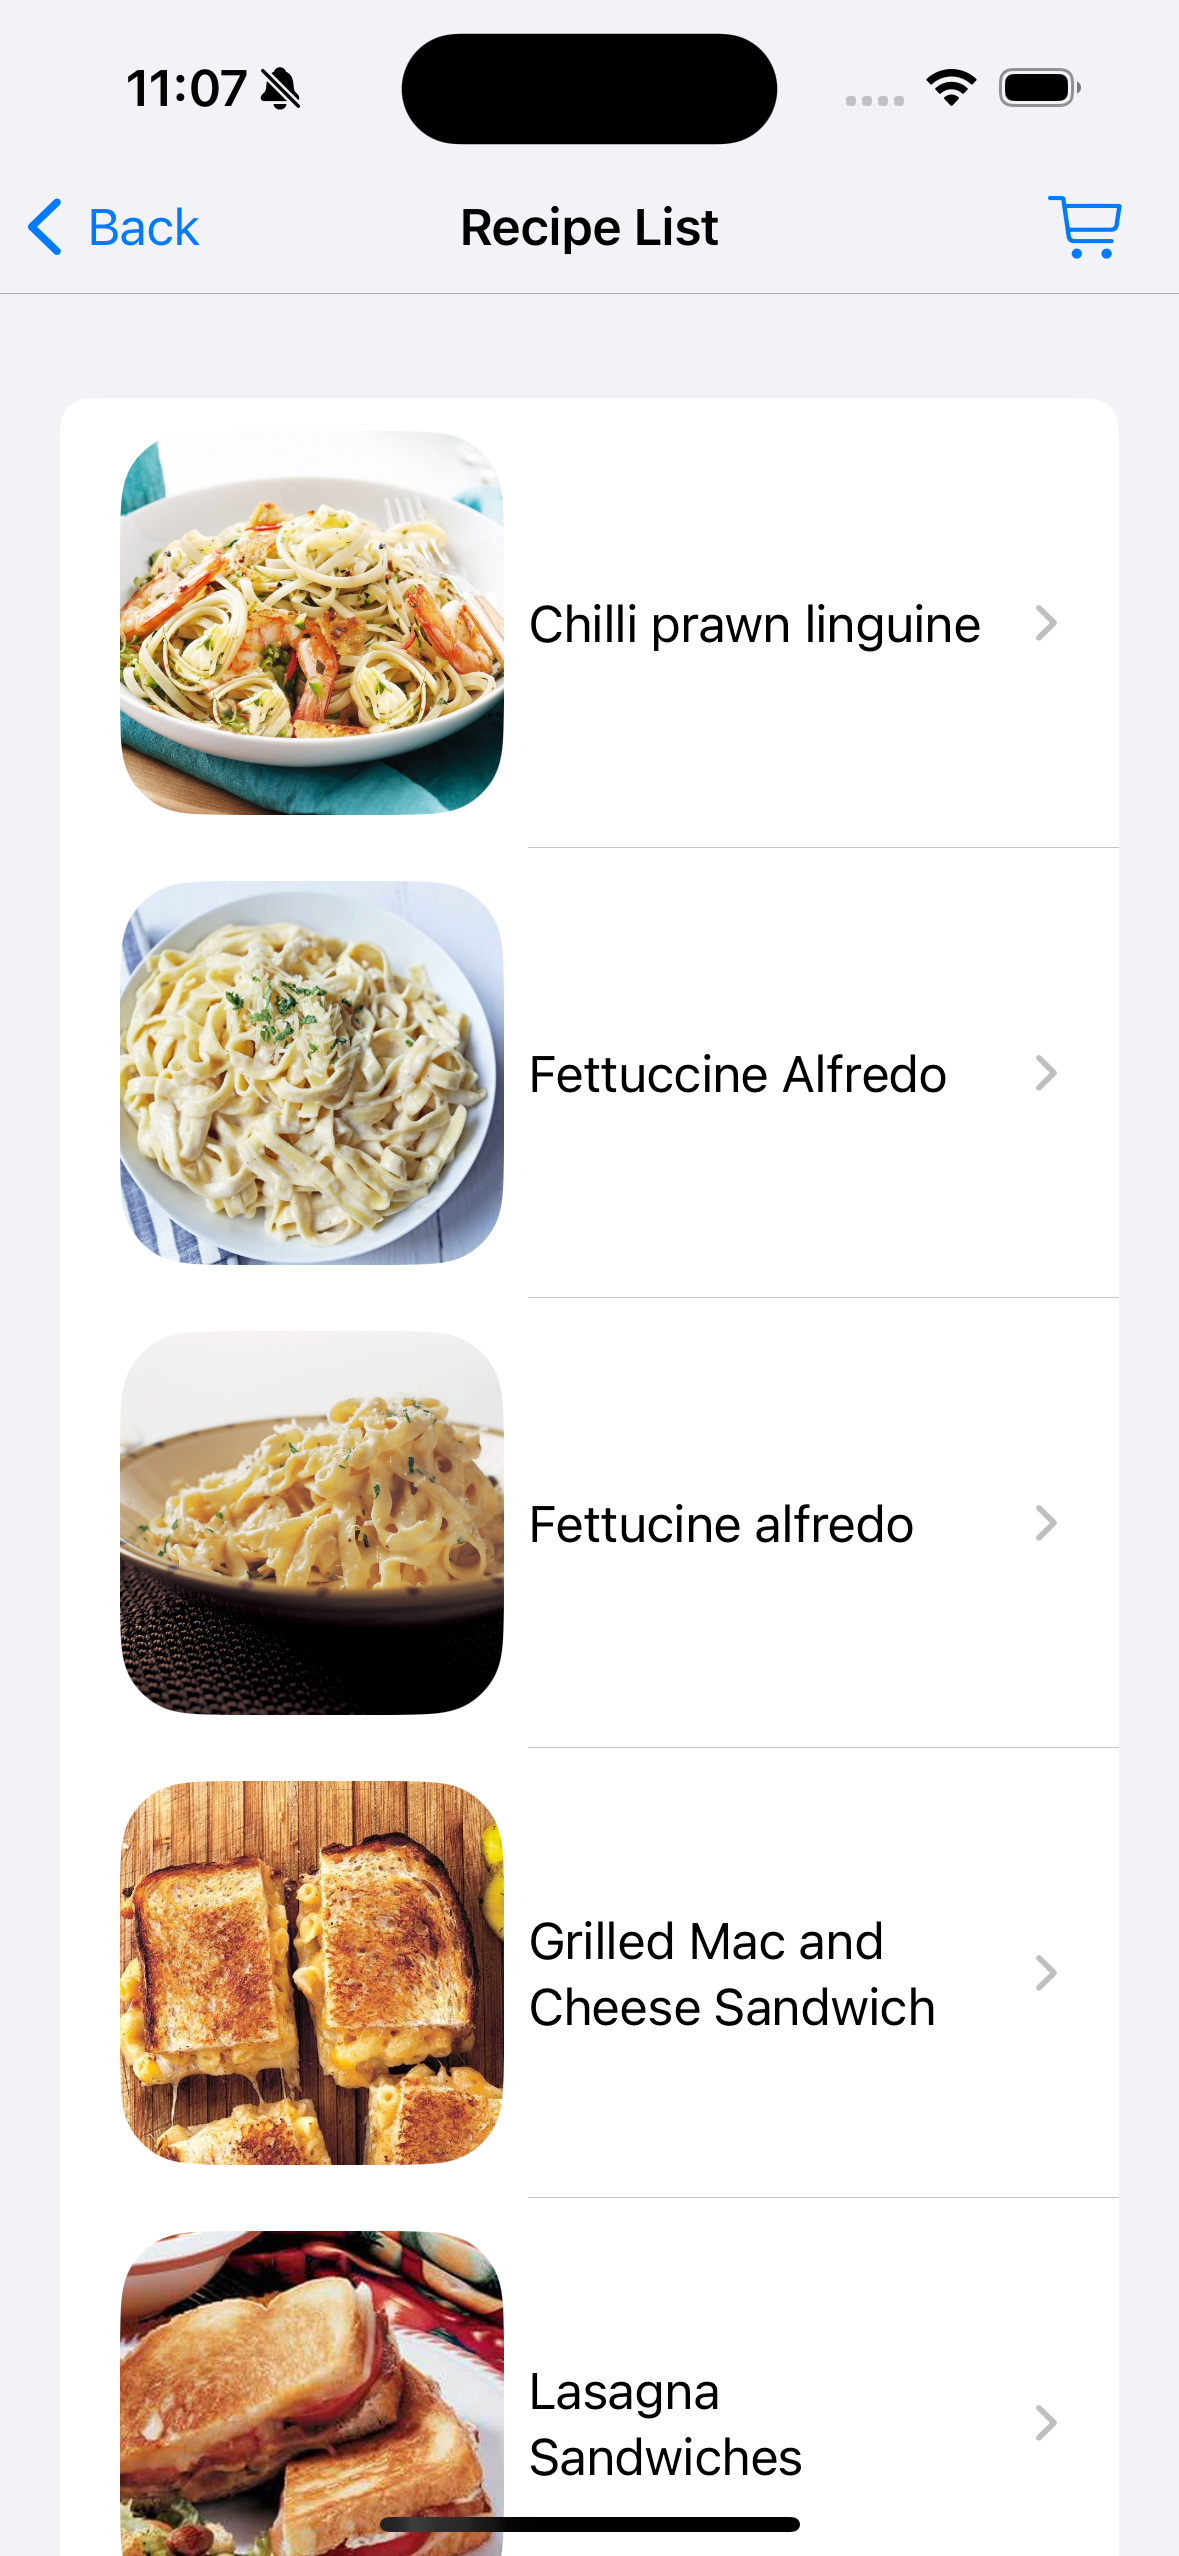 11:07
Back
Recipe List
Chilli prawn linguine
Fettuccine Alfredo
Fettucine alfredo
Grilled Mac and
Cheese Sandwich
Lasagna
Sandwiches